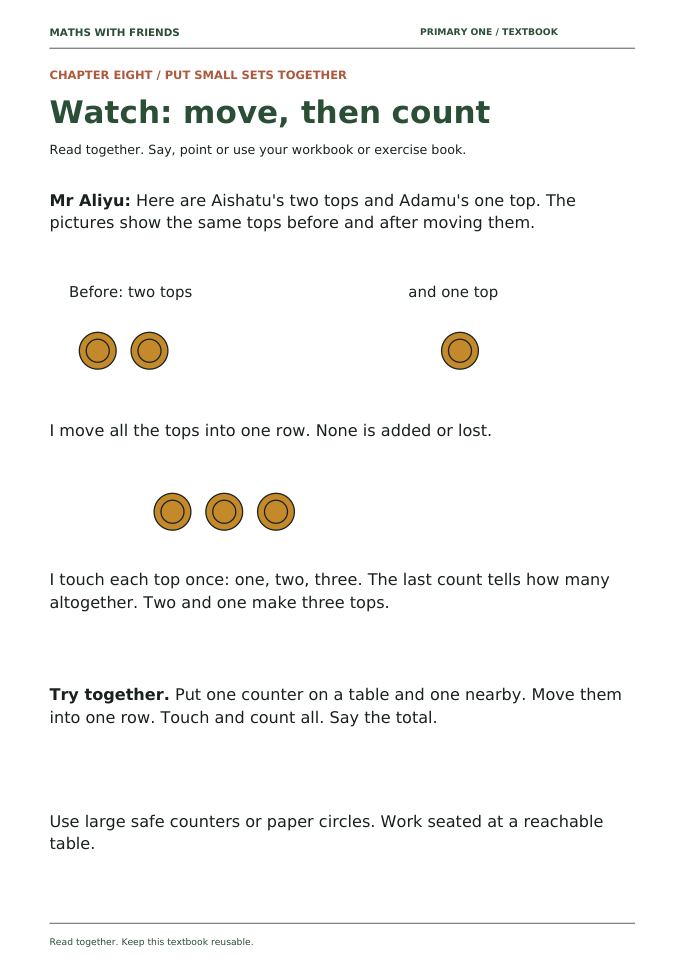 MATHS WITH FRIENDS
PRIMARY ONE / TEXTBOOK
CHAPTER EIGHT / PUT SMALL SETS TOGETHER
Watch: move, then count
Read together. Say, point or use your workbook or exercise book.
Mr Aliyu: Here are Aishatu's two tops and Adamu's one top. The
pictures show the same tops before and after moving them.
Before: two tops
and one top
I move all the tops into one row. None is added or lost.
I touch each top once: one, two, three. The last count tells how many
altogether. Two and one make three tops.
Try together. Put one counter on a table and one nearby. Move them
into one row. Touch and count all. Say the total.
Use large safe counters or paper circles. Work seated at a reachable
table.
Read together. Keep this textbook reusable.